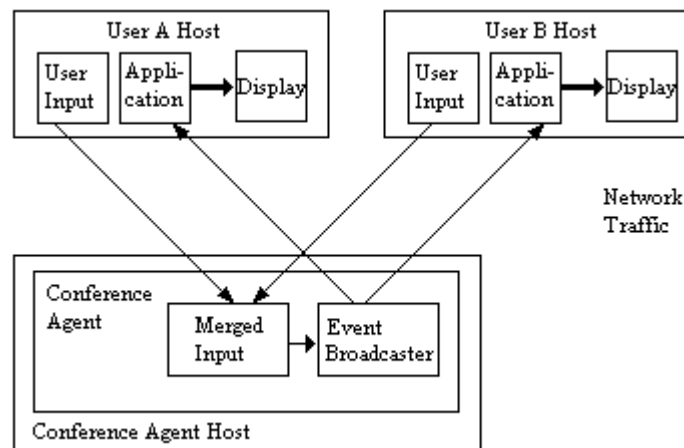 User A Host
User
Input
Appli-
cation
Display
User B Host
User
Input
Appli-
cation
Display
Network
Traffic
Conference
Agent
Merged
Input
Event
Broadcaster
Conference Agent Host